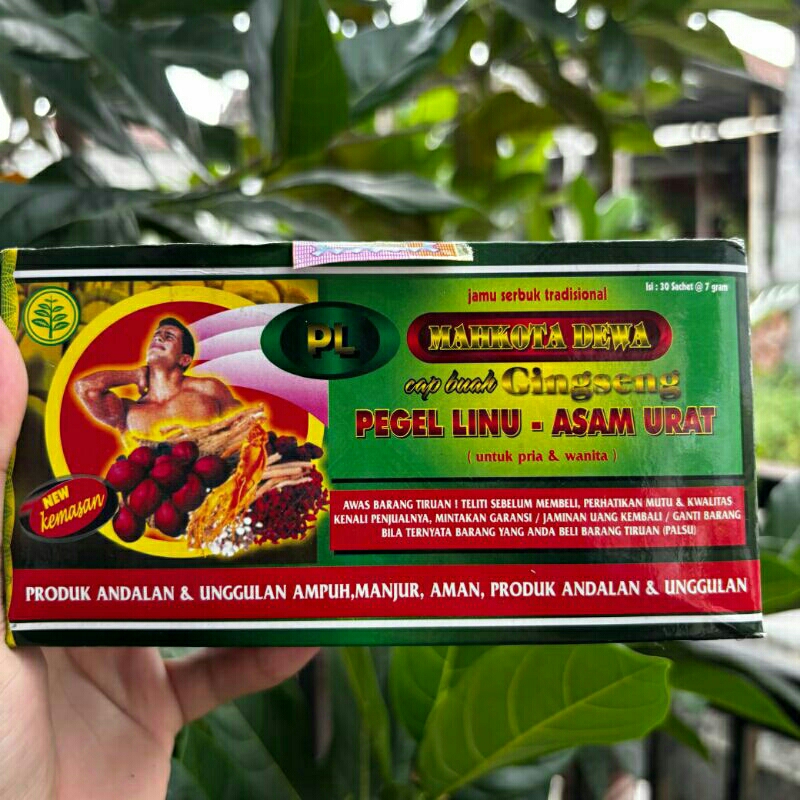 jamu serbuk tradisional
Isi : 30 Sachet @ 7 gram
PL
MAHKOTA DEWA
cap buah Gingseng
PEGEL LINU - ASAM URAT
( untuk pria & wanita )
NEW
kemasan
AWAS BARANG TIRUAN ! TELITI SEBELUM MEMBELI, PERHATIKAN MUTU & KWALITAS
KENALI PENJUALNYA, MINTAKAN GARANSI / JAMINAN UANG KEMBALI / GANTI BARANG
BILA TERNYATA BARANG YANG ANDA BELI BARANG TIRUAN (PALSU)
PRODUK ANDALAN & UNGGULAN AMPUH,MANJUR, AMAN, PRODUK ANDALAN & UNGGULAN